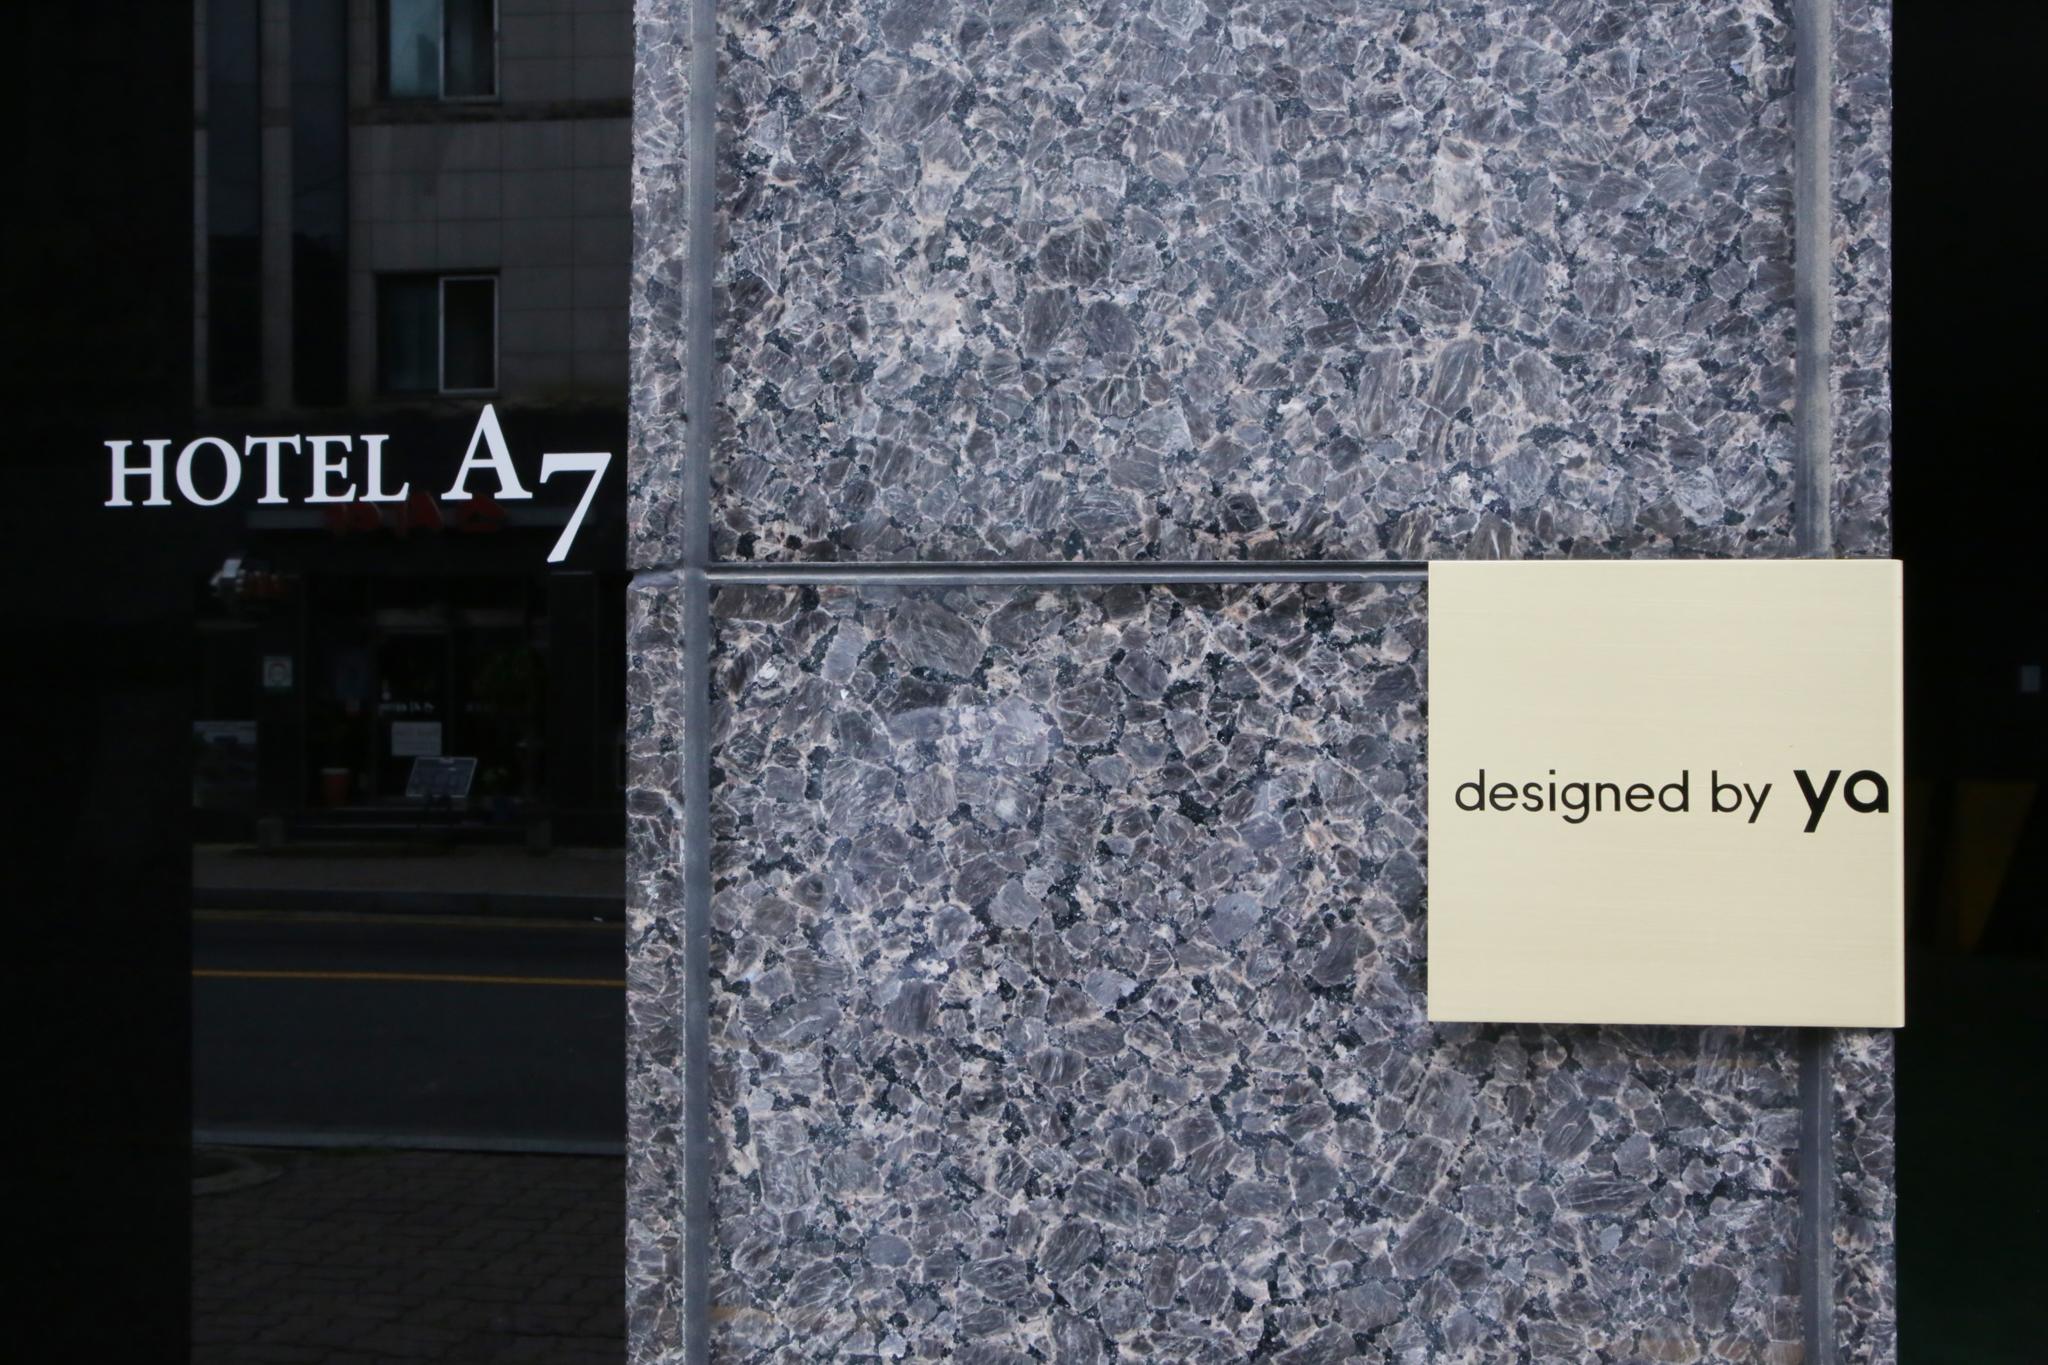 HOTEL A7
designed by ya